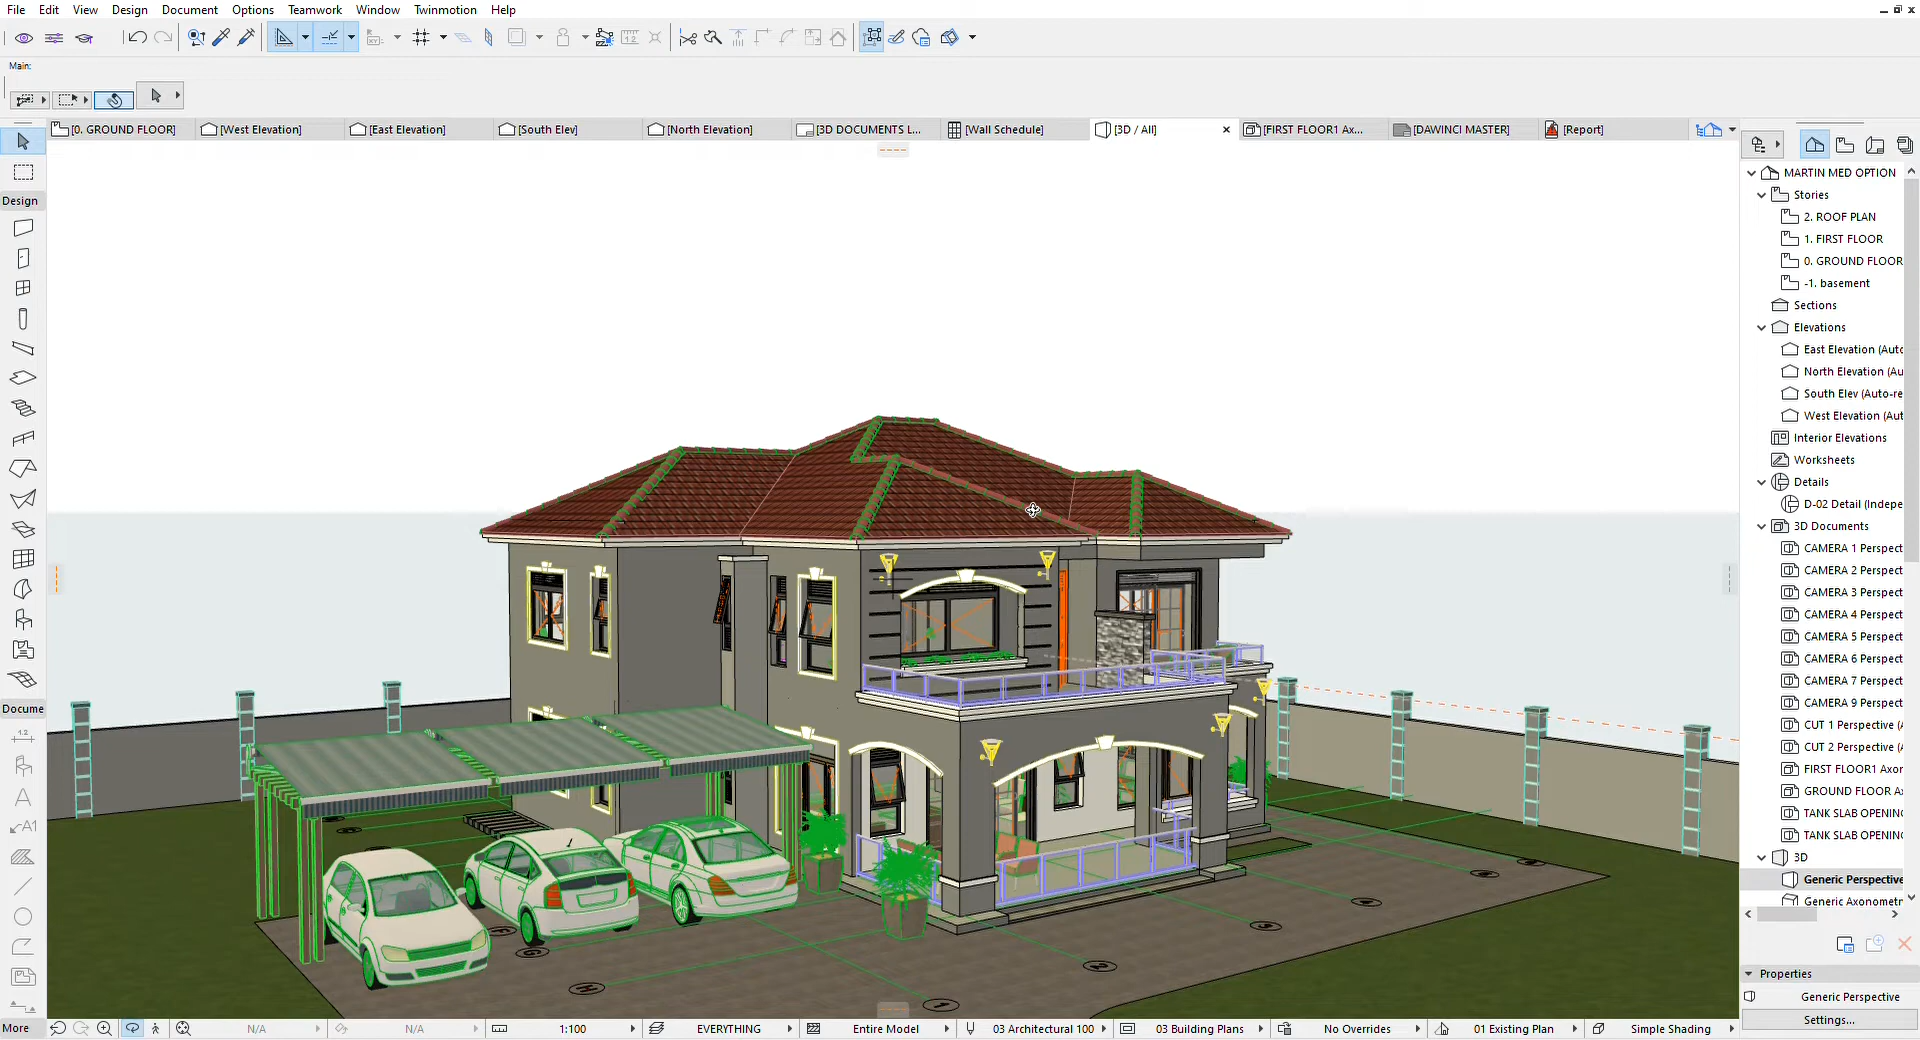 File Edit View Design Document Options Teamwork Window Twinmotion Help
Main:
[0. GROUND FLOOR] [West Elevation] [East Elevation] [South Elev] [North Elevation] [3D DOCUMENTS L... [Wall Schedule] [3D / All] [FIRST FLOOR1 Ax... [DAWINCI MASTER] [Report]
Design
Docume
More
MARTIN MED OPTION
Stories
2. ROOF PLAN
1. FIRST FLOOR
0. GROUND FLOOR
-1. basement
Sections
Elevations
East Elevation (Auto
North Elevation (Au
South Elev (Auto-re
West Elevation (Aut
Interior Elevations
Worksheets
Details
D-02 Detail (Indepe
3D Documents
CAMERA 1 Perspect
CAMERA 2 Perspect
CAMERA 3 Perspect
CAMERA 4 Perspect
CAMERA 5 Perspect
CAMERA 6 Perspect
CAMERA 7 Perspect
CAMERA 9 Perspect
CUT 1 Perspective (A
CUT 2 Perspective (A
FIRST FLOOR1 Axor
GROUND FLOOR Ax
TANK SLAB OPENING
TANK SLAB OPENING
3D
Generic Perspective
Generic Axonometr
Properties
Generic Perspective
Settings...
N/A N/A 1:100 EVERYTHING Entire Model 03 Architectural 100 03 Building Plans No Overrides 01 Existing Plan Simple Shading